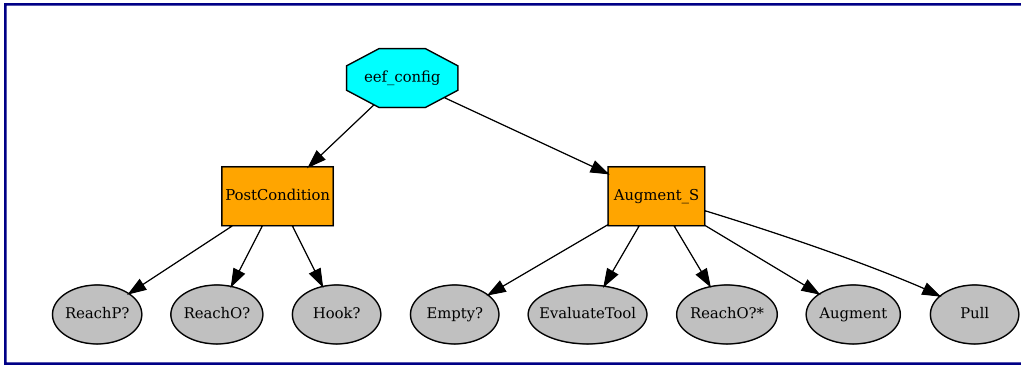 eef_config
PostCondition
Augment_S
ReachP?
ReachO?
Hook?
Empty?
EvaluateTool
ReachO?*
Augment
Pull